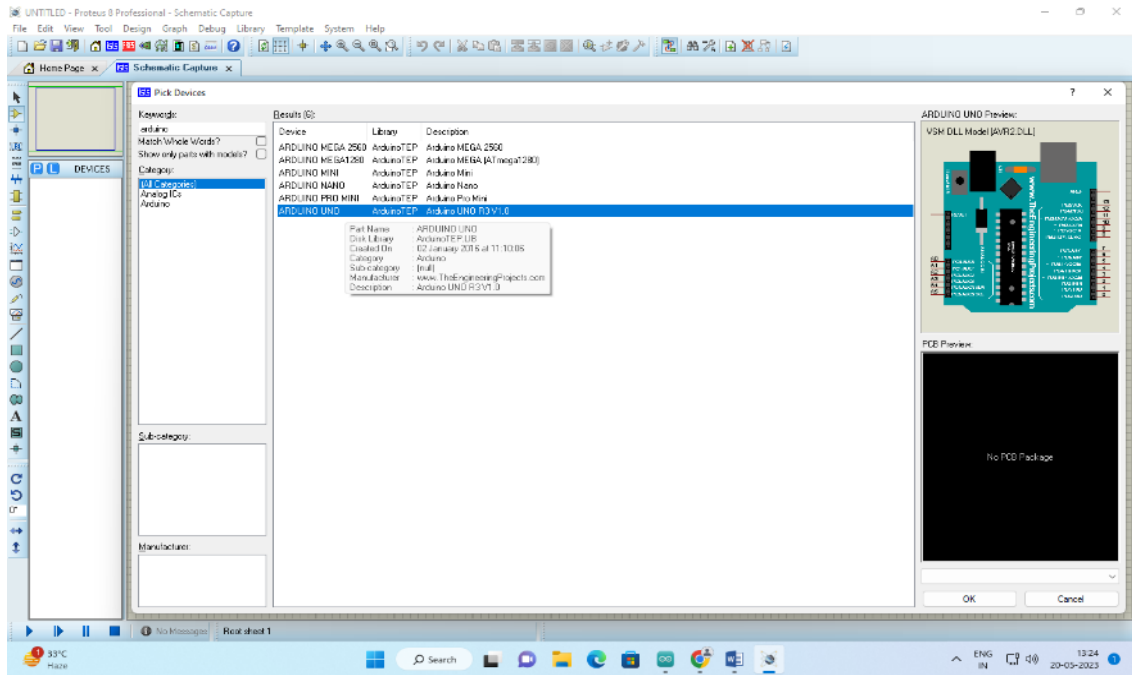 UNTITLED - Proteus 8 Professional - Schematic Capture
File Edit View Tool Design Graph Debug Library Template System Help
Home Page x Schematic Capture x
Pick Devices ? X
Keywords:
arduino
Match Whole Words?
Show only parts with models?
Category:
(All Categories)
Analog ICs
Arduino
Sub-category:
Manufacturer:
P L DEVICES
Results (6):
Device Library Description
ARDUINO MEGA 2560 ArduinoTEP Arduino MEGA 2560
ARDUINO MEGA1280 ArduinoTEP Arduino MEGA (ATmega1280)
ARDUINO MINI ArduinoTEP Arduino Mini
ARDUINO NANO ArduinoTEP Arduino Nano
ARDUINO PRO MINI ArduinoTEP Arduino Pro Mini
ARDUINO UNO ArduinoTEP Arduino UNO R3 V1.0
Part Name : ARDUINO UNO
Disk Library : ArduinoTEP.LIB
Created On : 02 January 2016 at 11:10:06
Category : Arduino
Sub-category : [null]
Manufacturer : www.TheEngineeringProjects.com
Description : Arduino UNO R3 V1.0
ARDUINO UNO Preview:
VSM DLL Model [AVR2.DLL]
www.TheEngineeringProjects.com
PCB Preview:
No PCB Package
OK Cancel
No Messages Root sheet 1
1
33°C
Haze
Search
ENG
IN
13:24
20-05-2023
1